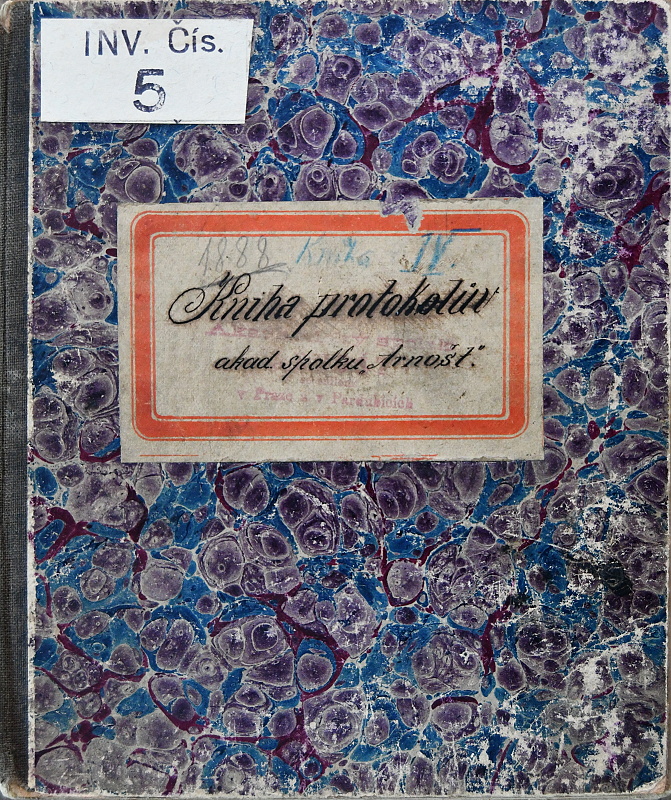 INV. Čís.
5
1888 Kniha IV.
Kniha protokolův
akad spolku „Arnošt."
v Praze a v Pardubicích